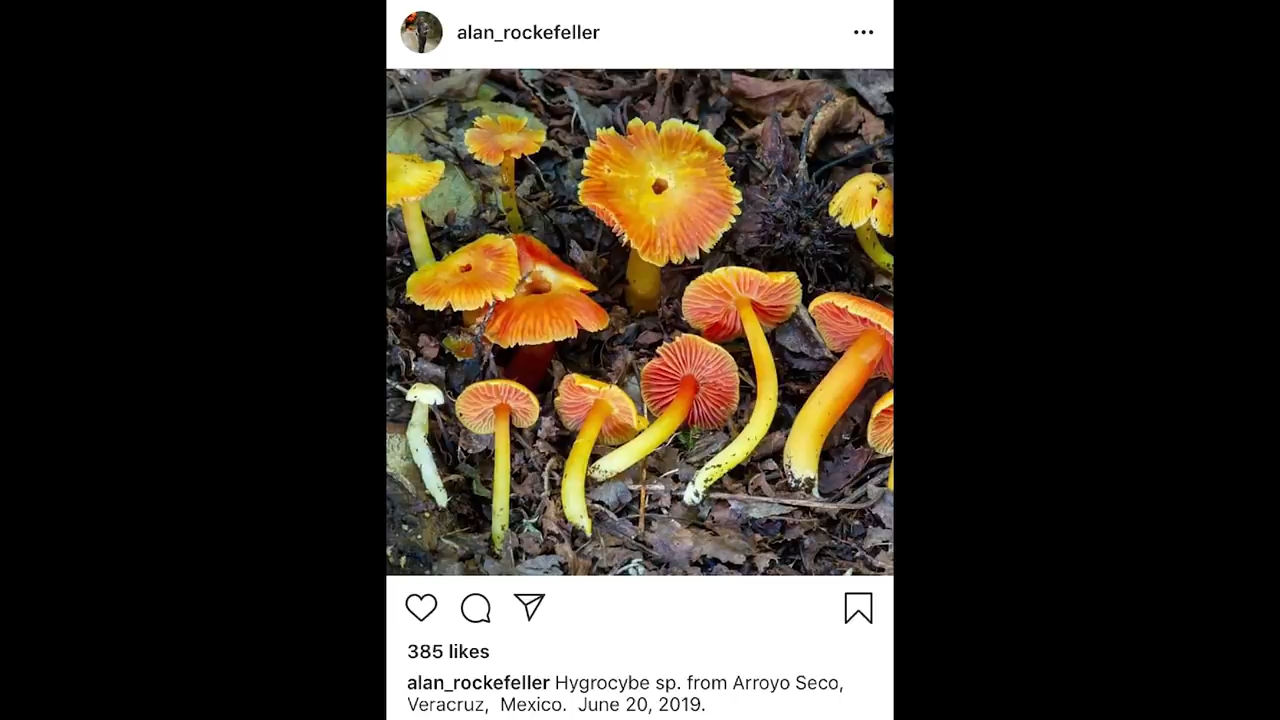 alan_rockefeller
385 likes
alan_rockefeller Hygrocybe sp. from Arroyo Seco,
Veracruz,  Mexico.  June 20, 2019.